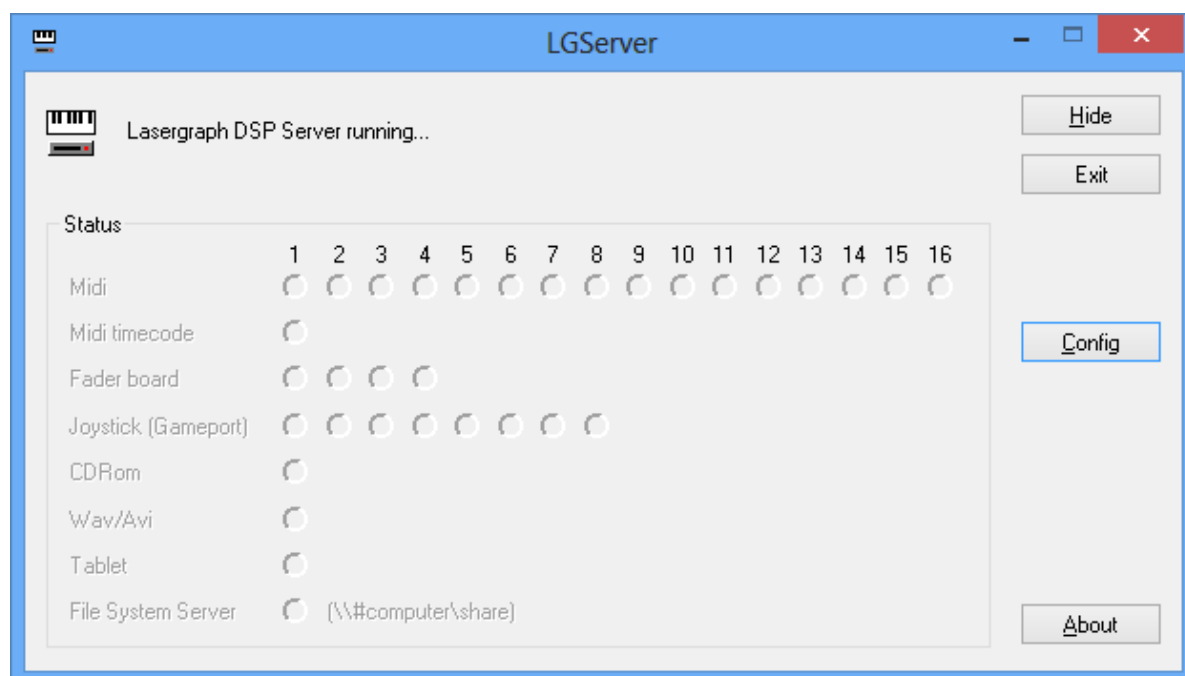 LGServer
Lasergraph DSP Server running...
Hide
Exit
Status
1 2 3 4 5 6 7 8 9 10 11 12 13 14 15 16
Midi
Midi timecode
Config
Fader board
Joystick (Gameport)
CDRom
Wav/Avi
Tablet
File System Server (\\#computer\share)
About